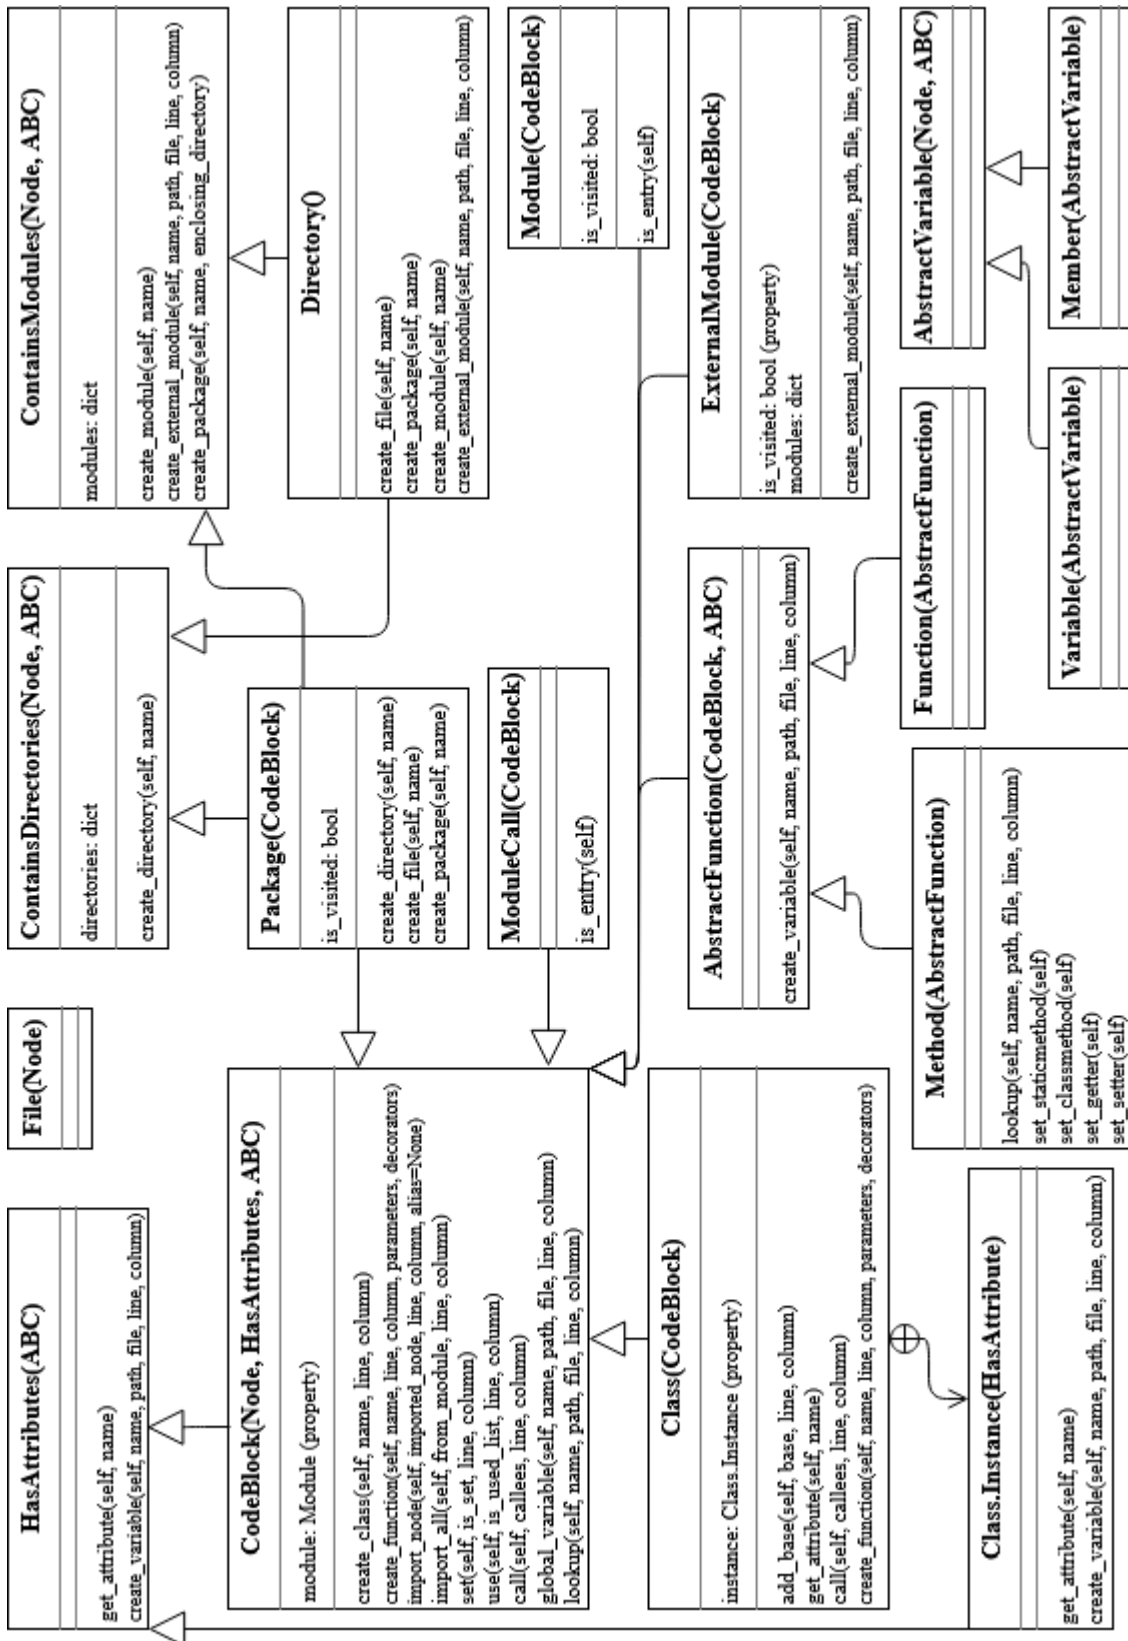 HasAttributes(ABC)
get_attribute(self, name)
create_variable(self, name, path, file, line, column)
File(Node)
ContainsDirectories(Node, ABC)
directories: dict
create_directory(self, name)
ContainsModules(Node, ABC)
modules: dict
create_module(self, name)
create_external_module(self, name, path, file, line, column)
create_package(self, name, enclosing_directory)
CodeBlock(Node, HasAttributes, ABC)
module: Module (property)
create_class(self, name, line, column)
create_function(self, name, line, column, parameters, decorators)
import_node(self, imported_node, line, column, alias=None)
import_all(self, from_module, line, column)
set(self, is_set, line, column)
use(self, is_used_list, line, column)
call(self, callees, line, column)
global_variable(self, name, path, file, line, column)
lookup(self, name, path, file, line, column)
Package(CodeBlock)
is_visited: bool
create_directory(self, name)
create_file(self, name)
create_package(self, name)
Directory()
create_file(self, name)
create_package(self, name)
create_module(self, name)
create_external_module(self, name, path, file, line, column)
ModuleCall(CodeBlock)
is_entry(self)
Module(CodeBlock)
is_visited: bool
is_entry(self)
Class(CodeBlock)
instance: Class.Instance (property)
add_base(self, base, line, column)
get_attribute(self, name)
call(self, callees, line, column)
create_function(self, name, line, column, parameters, decorators)
AbstractFunction(CodeBlock, ABC)
create_variable(self, name, path, file, line, column)
ExternalModule(CodeBlock)
is_visited: bool (property)
modules: dict
create_external_module(self, name, path, file, line, column)
Class.Instance(HasAttribute)
get_attribute(self, name)
create_variable(self, name, path, file, line, column)
Method(AbstractFunction)
lookup(self, name, path, file, line, column)
set_staticmethod(self)
set_classmethod(self)
set_getter(self)
set_setter(self)
Function(AbstractFunction)
AbstractVariable(Node, ABC)
Variable(AbstractVariable)
Member(AbstractVariable)